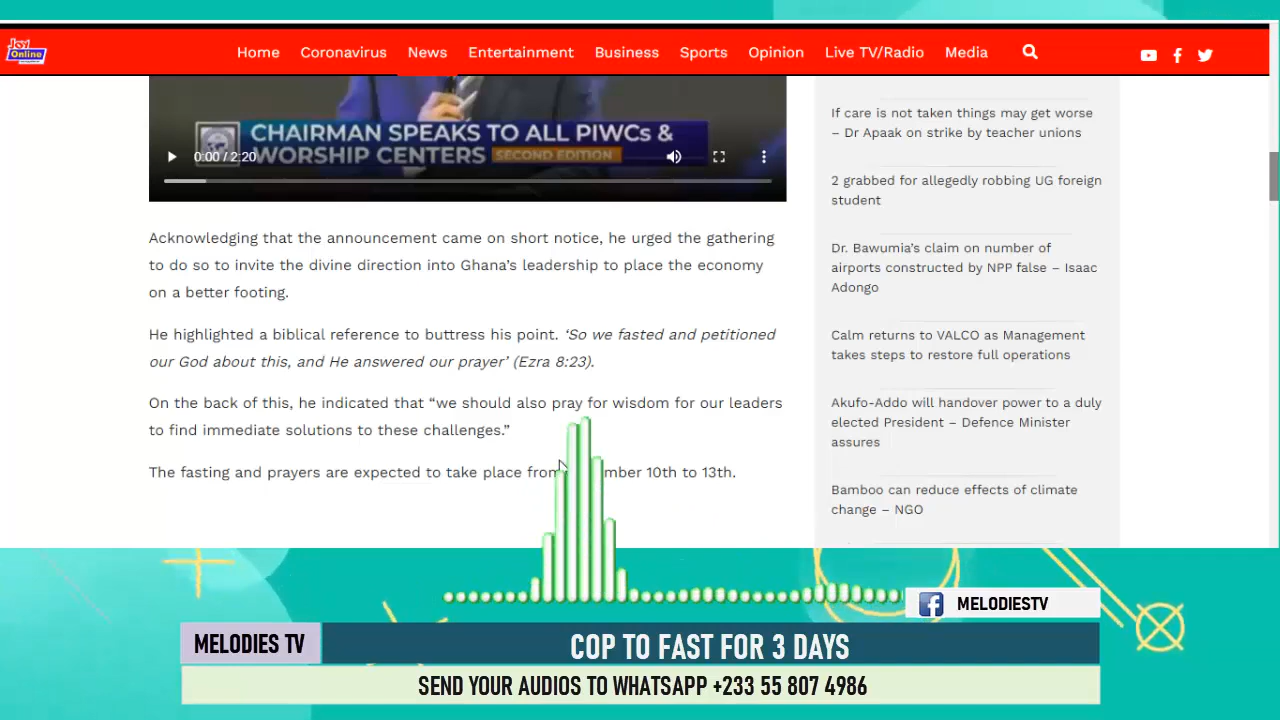 Joy
Online
Home Coronavirus News Entertainment Business Sports Opinion Live TV/Radio Media
CHAIRMAN SPEAKS TO ALL PIWCs &
WORSHIP CENTERS SECOND EDITION
0:00 / 2:20
Acknowledging that the announcement came on short notice, he urged the gathering
to do so to invite the divine direction into Ghana's leadership to place the economy
on a better footing.
He highlighted a biblical reference to buttress his point. ‘So we fasted and petitioned
our God about this, and He answered our prayer’ (Ezra 8:23).
On the back of this, he indicated that “we should also pray for wisdom for our leaders
to find immediate solutions to these challenges.”
The fasting and prayers are expected to take place from mber 10th to 13th.
If care is not taken things may get worse
– Dr Apaak on strike by teacher unions
2 grabbed for allegedly robbing UG foreign
student
Dr. Bawumia’s claim on number of
airports constructed by NPP false – Isaac
Adongo
Calm returns to VALCO as Management
takes steps to restore full operations
Akufo-Addo will handover power to a duly
elected President – Defence Minister
assures
Bamboo can reduce effects of climate
change – NGO
MELODIESTV
MELODIES TV
COP TO FAST FOR 3 DAYS
SEND YOUR AUDIOS TO WHATSAPP +233 55 807 4986